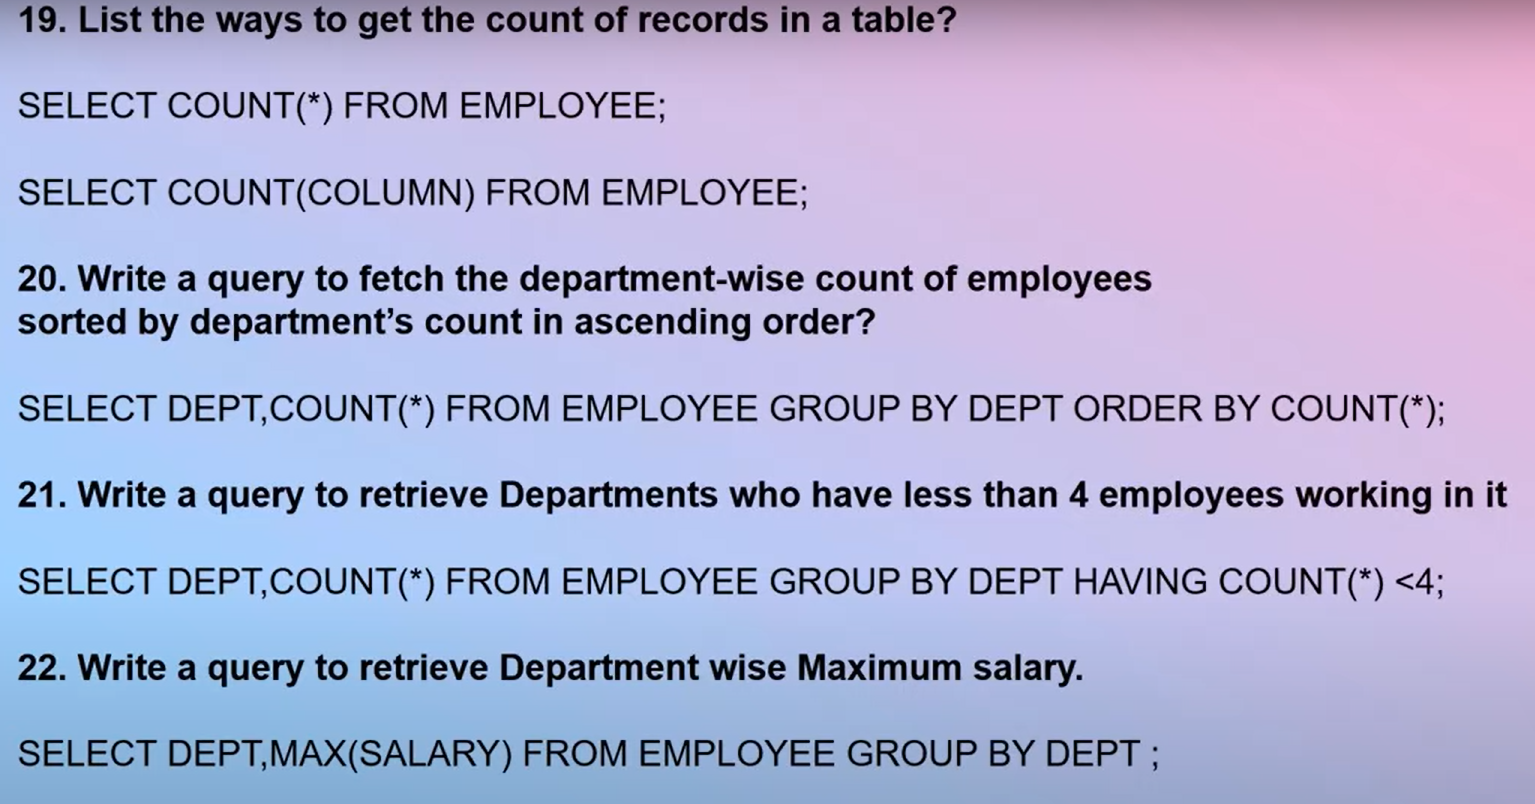 19. List the ways to get the count of records in a table?
SELECT COUNT(*) FROM EMPLOYEE;
SELECT COUNT(COLUMN) FROM EMPLOYEE;
20. Write a query to fetch the department-wise count of employees
sorted by department’s count in ascending order?
SELECT DEPT,COUNT(*) FROM EMPLOYEE GROUP BY DEPT ORDER BY COUNT(*);
21. Write a query to retrieve Departments who have less than 4 employees working in it
SELECT DEPT,COUNT(*) FROM EMPLOYEE GROUP BY DEPT HAVING COUNT(*) <4;
22. Write a query to retrieve Department wise Maximum salary.
SELECT DEPT,MAX(SALARY) FROM EMPLOYEE GROUP BY DEPT ;